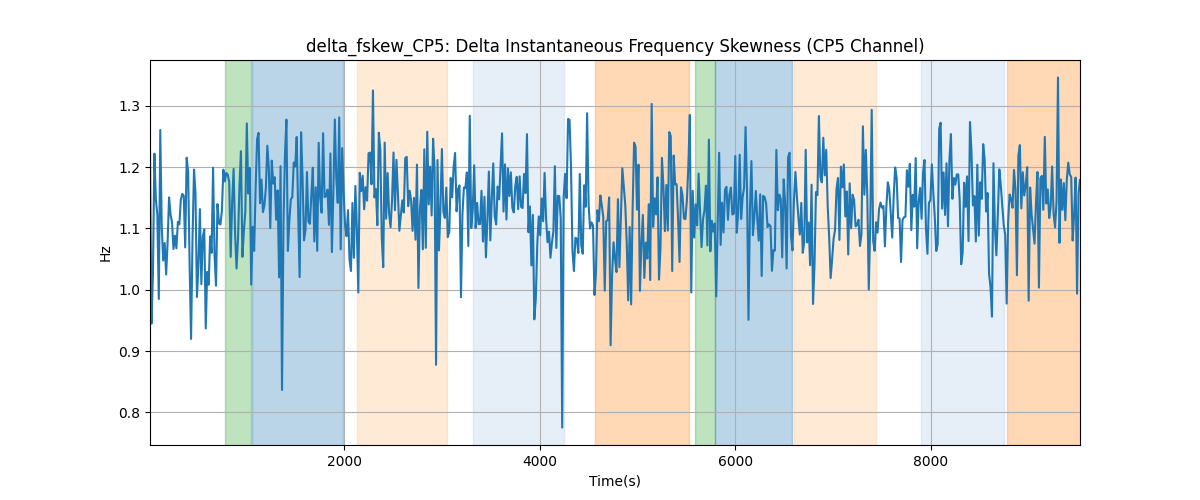 delta_fskew_CP5: Delta Instantaneous Frequency Skewness (CP5 Channel)
1.3
1.2
1.1
1.0
0.9
0.8
Hz
2000 4000 6000 8000
Time(s)